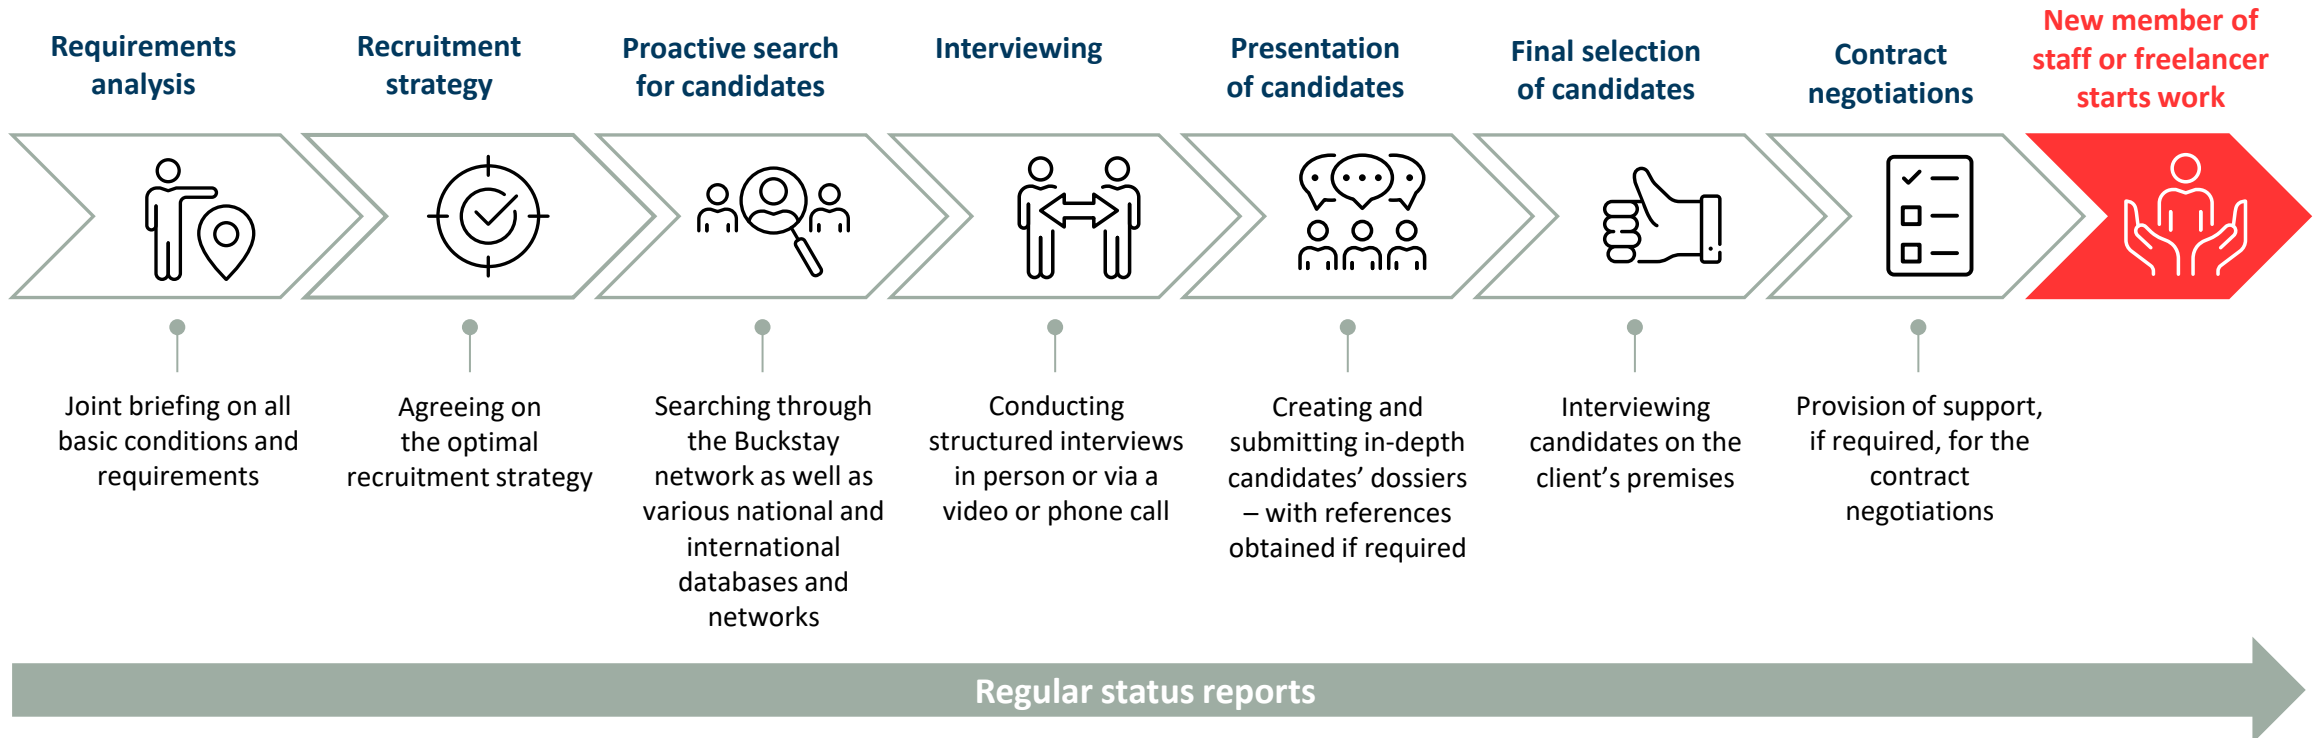 Requirements
analysis
Recruitment
strategy
Proactive search
for candidates
Interviewing
Presentation
of candidates
Final selection
of candidates
Contract
negotiations
New member of
staff or freelancer
starts work
Joint briefing on all
basic conditions and
requirements
Agreeing on
the optimal
recruitment strategy
Searching through
the Buckstay
network as well as
various national and
international
databases and
networks
Conducting
structured interviews
in person or via a
video or phone call
Creating and
submitting in-depth
candidates’ dossiers
– with references
obtained if required
Interviewing
candidates on the
client’s premises
Provision of support,
if required, for the
contract
negotiations
Regular status reports